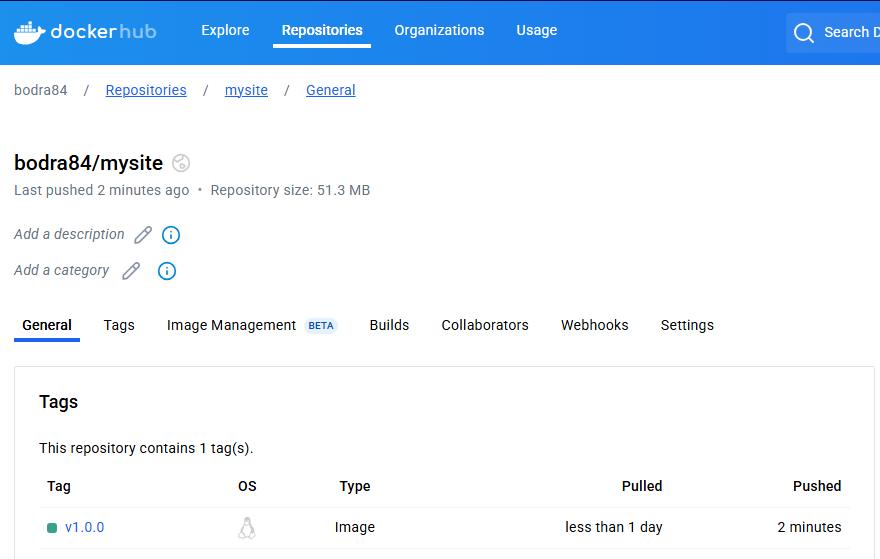 dockerhub Explore Repositories Organizations Usage Search D
bodra84 / Repositories / mysite / General
bodra84/mysite
Last pushed 2 minutes ago • Repository size: 51.3 MB
Add a description
Add a category
General Tags Image Management BETA Builds Collaborators Webhooks Settings
Tags
This repository contains 1 tag(s).
Tag OS Type Pulled Pushed
v1.0.0 Image less than 1 day 2 minutes